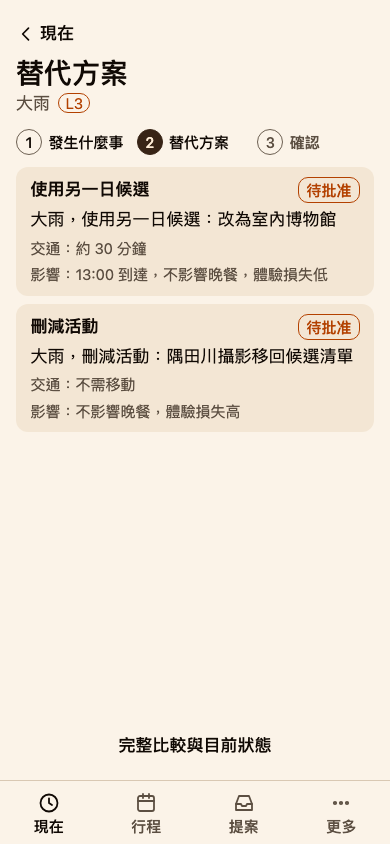 現在
替代方案
大雨 L3
1 發生什麼事 2 替代方案 3 確認
使用另一日候選 待批准
大雨，使用另一日候選：改為室內博物館
交通：約 30 分鐘
影響：13:00 到達，不影響晚餐，體驗損失低
刪減活動 待批准
大雨，刪減活動：隅田川攝影移回候選清單
交通：不需移動
影響：不影響晚餐，體驗損失高
完整比較與目前狀態
現在 行程 提案 更多